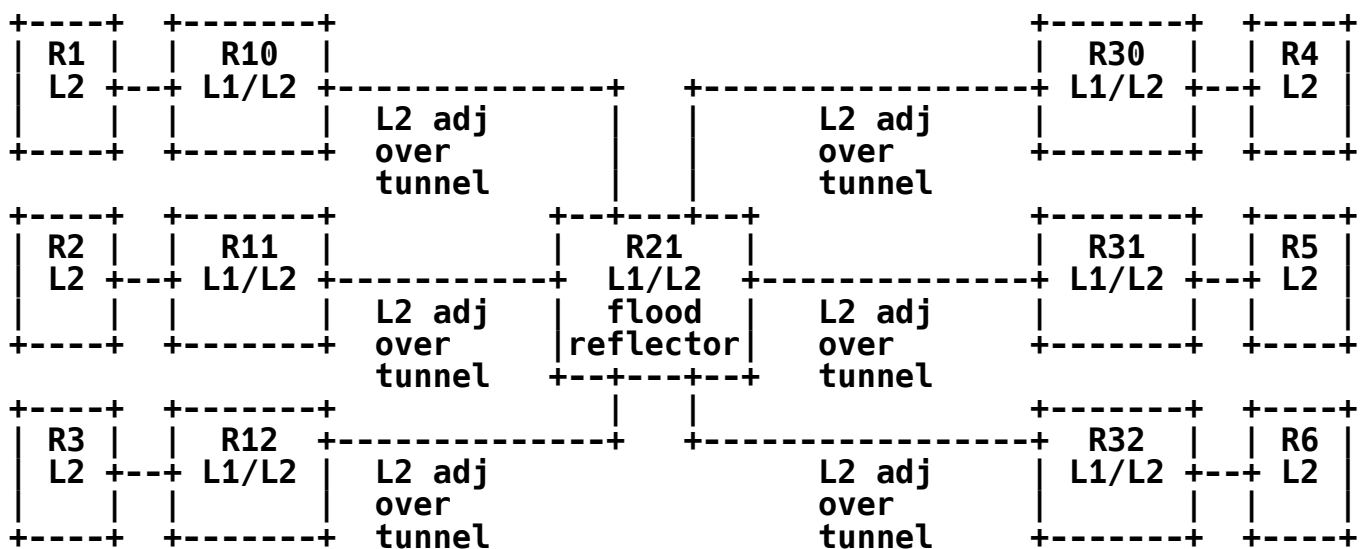 R1 R10 R30 R4
L2 L1/L2 L1/L2 L2
L2 adj L2 adj
over over
tunnel tunnel
R2 R11 R21 R31 R5
L2 L1/L2 L1/L2 L1/L2 L2
L2 adj flood L2 adj
over reflector over
tunnel tunnel
R3 R12 R32 R6
L2 L1/L2 L2 adj L2 adj L1/L2 L2
over over
tunnel tunnel